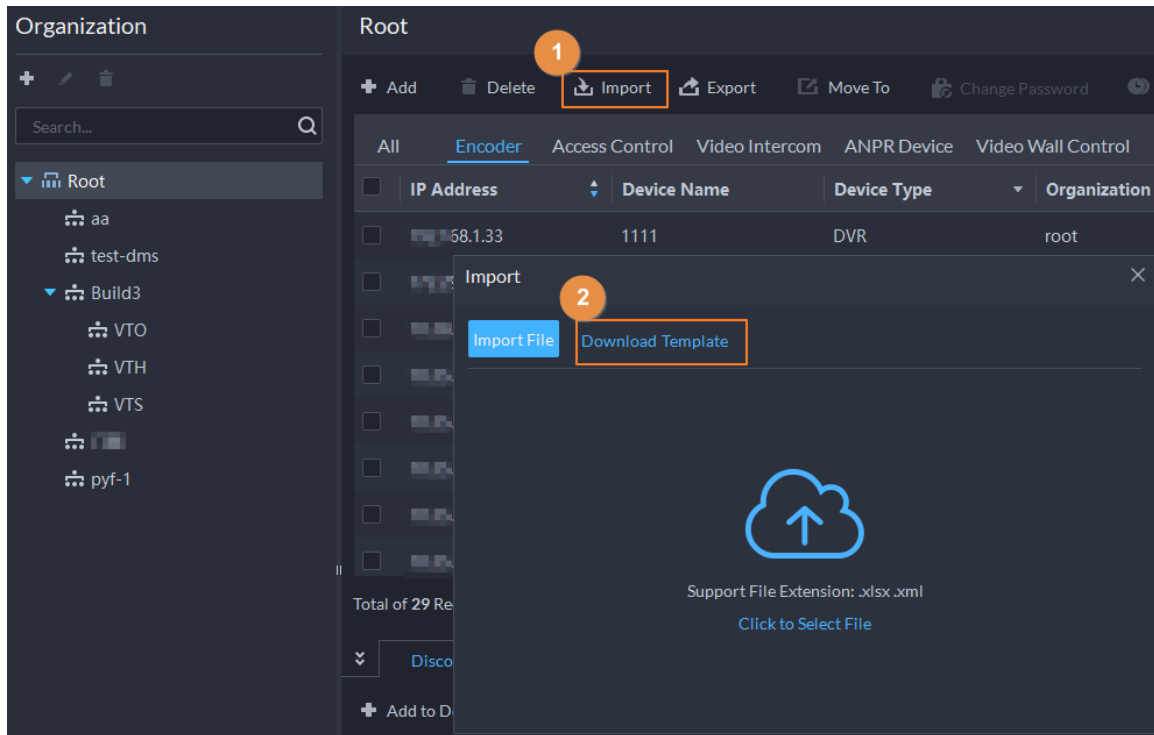 Organization
Root
1
Add Delete Import Export Move To Change Password
Search...
All Encoder Access Control Video Intercom ANPR Device Video Wall Control
Root
IP Address Device Name Device Type Organization
aa
68.1.33 1111 DVR root
test-dms
Import
Build3
2
VTO
Import File Download Template
VTH
VTS
pyf-1
Support File Extension: .xlsx .xml
Total of 29 Re
Click to Select File
Disco
Add to D